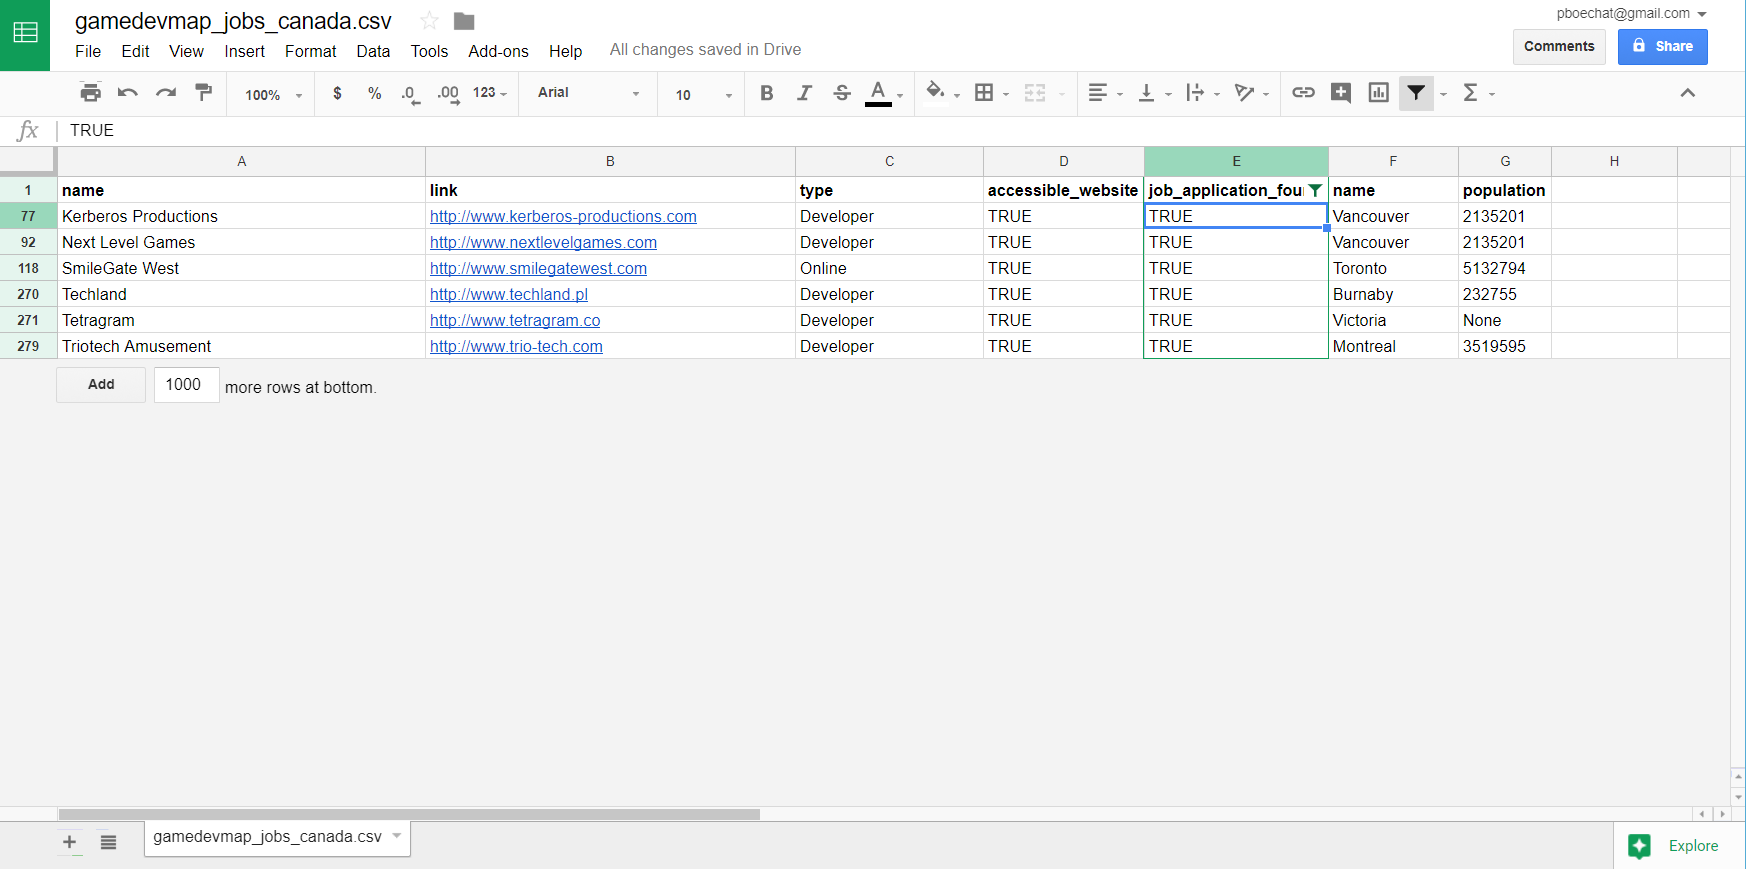 gamedevmap_jobs_canada.csv
pboechat@gmail.com
File Edit View Insert Format Data Tools Add-ons Help All changes saved in Drive
Comments Share
100% $ % .0 .00 123 Arial 10 B I S A Σ
fx TRUE
A B C D E F G H
1 name link type accessible_website job_application_fou name population
77 Kerberos Productions http://www.kerberos-productions.com Developer TRUE TRUE Vancouver 2135201
92 Next Level Games http://www.nextlevelgames.com Developer TRUE TRUE Vancouver 2135201
118 SmileGate West http://www.smilegatewest.com Online TRUE TRUE Toronto 5132794
270 Techland http://www.techland.pl Developer TRUE TRUE Burnaby 232755
271 Tetragram http://www.tetragram.co Developer TRUE TRUE Victoria None
279 Triotech Amusement http://www.trio-tech.com Developer TRUE TRUE Montreal 3519595
Add 1000 more rows at bottom.
gamedevmap_jobs_canada.csv
Explore